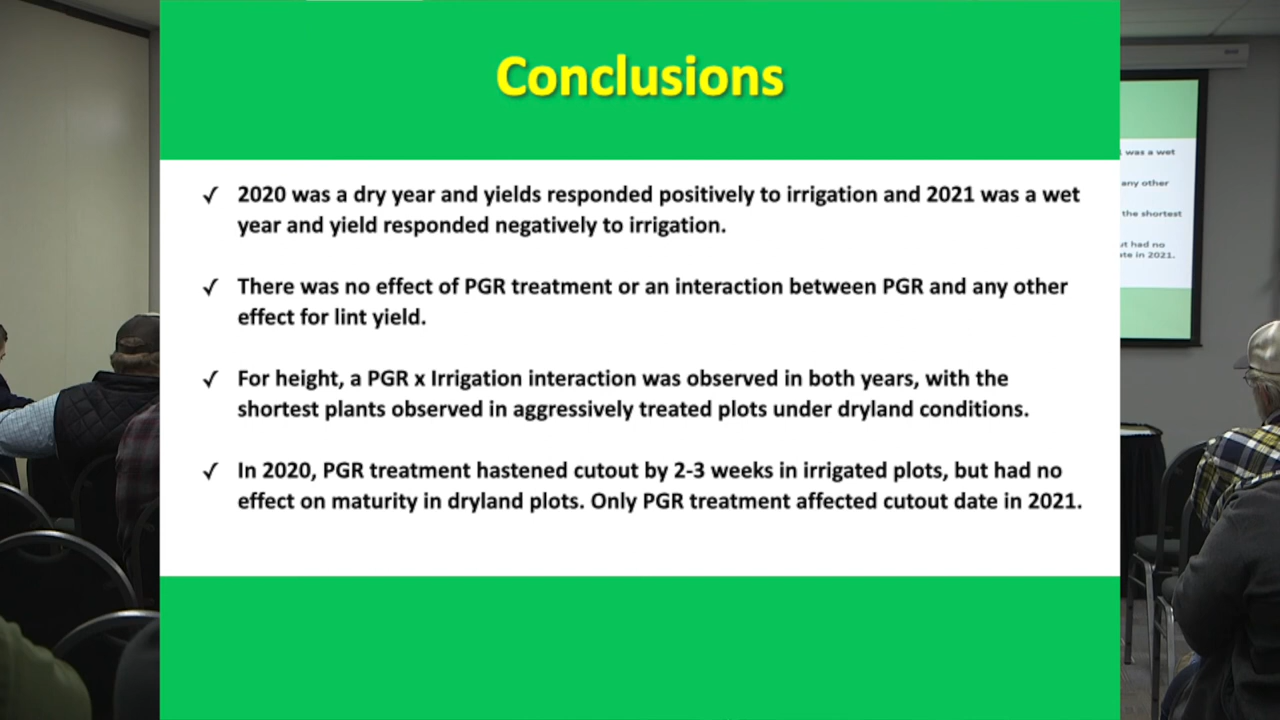 Conclusions
✓ 2020 was a dry year and yields responded positively to irrigation and 2021 was a wet
year and yield responded negatively to irrigation.
✓ There was no effect of PGR treatment or an interaction between PGR and any other
effect for lint yield.
✓ For height, a PGR x Irrigation interaction was observed in both years, with the
shortest plants observed in aggressively treated plots under dryland conditions.
✓ In 2020, PGR treatment hastened cutout by 2-3 weeks in irrigated plots, but had no
effect on maturity in dryland plots. Only PGR treatment affected cutout date in 2021.
was a wet
any other
the shortest
had no
in 2021.